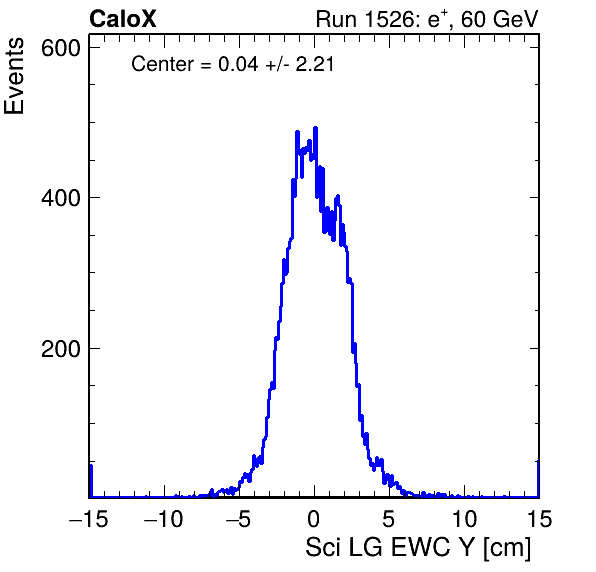 CaloX Run 1526: e⁺, 60 GeV
Events
600
Center = 0.04 +/- 2.21
400
200
−15 −10 −5 0 5 10 15
Sci LG EWC Y [cm]